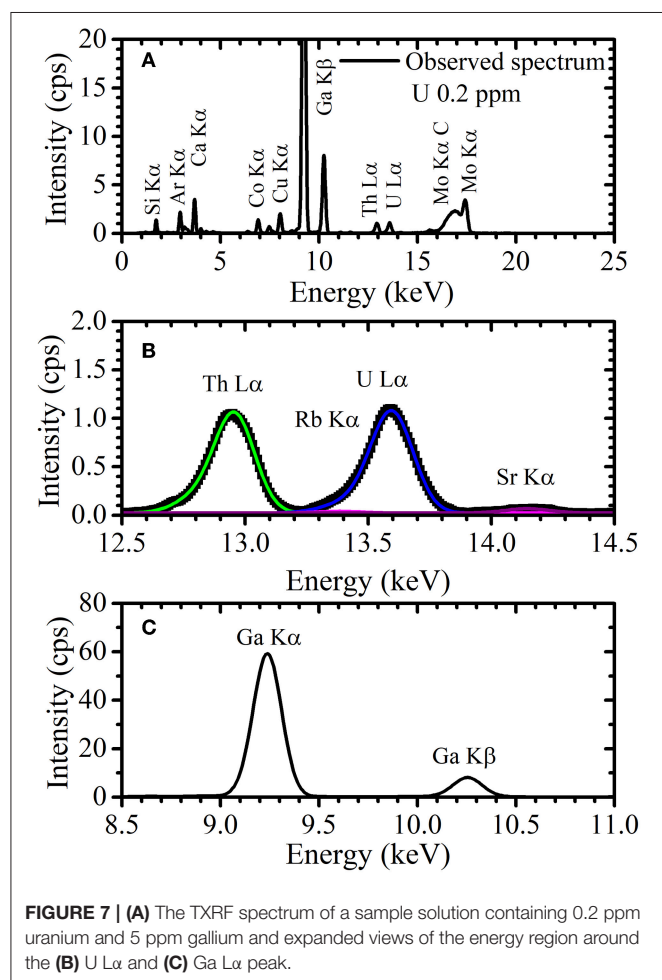 A
Observed spectrum
U 0.2 ppm
Intensity (cps)
20
15
10
5
0
Si Kα
Ar Kα
Ca Kα
Co Kα
Cu Kα
Ga Kβ
Th Lα
U Lα
Mo Kα C
Mo Kα
0 5 10 15 20 25
Energy (keV)
B
Intensity (cps)
2.0
1.5
1.0
0.5
0.0
Th Lα
Rb Kα
U Lα
Sr Kα
12.5 13.0 13.5 14.0 14.5
Energy (keV)
C
Intensity (cps)
80
60
40
20
0
Ga Kα
Ga Kβ
8.5 9.0 9.5 10.0 10.5 11.0
Energy (keV)
FIGURE 7 | (A) The TXRF spectrum of a sample solution containing 0.2 ppm
uranium and 5 ppm gallium and expanded views of the energy region around
the (B) U Lα and (C) Ga Lα peak.